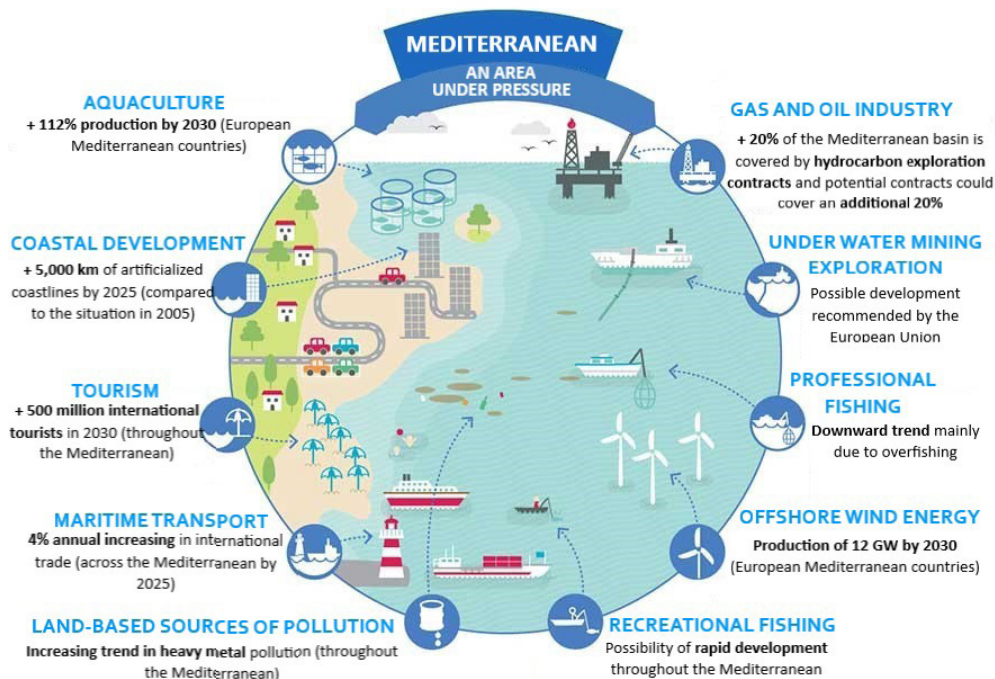 MEDITERRANEAN
AN AREA
UNDER PRESSURE
AQUACULTURE
+ 112% production by 2030 (European
Mediterranean countries)
COASTAL DEVELOPMENT
+ 5,000 km of artificialized
coastlines by 2025 (compared
to the situation in 2005)
TOURISM
+ 500 million international
tourists in 2030 (throughout
the Mediterranean)
MARITIME TRANSPORT
4% annual increasing in international
trade (across the Mediterranean by
2025)
LAND-BASED SOURCES OF POLLUTION
Increasing trend in heavy metal pollution (throughout
the Mediterranean)
GAS AND OIL INDUSTRY
+ 20% of the Mediterranean basin is
covered by hydrocarbon exploration
contracts and potential contracts could
cover an additional 20%
UNDER WATER MINING
EXPLORATION
Possible development
recommended by the
European Union
PROFESSIONAL
FISHING
Downward trend mainly
due to overfishing
OFFSHORE WIND ENERGY
Production of 12 GW by 2030
(European Mediterranean countries)
RECREATIONAL FISHING
Possibility of rapid development
throughout the Mediterranean